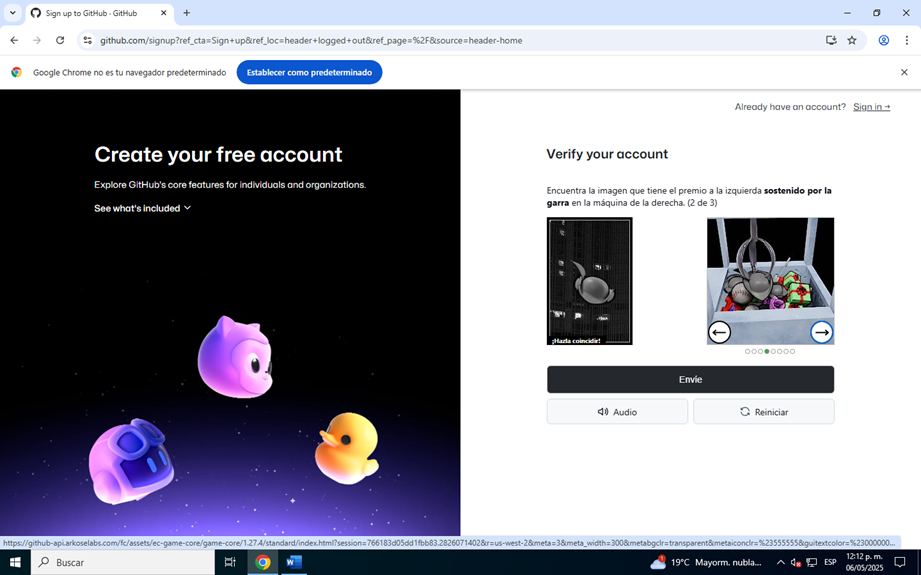 Sign up to GitHub · GitHub
github.com/signup?ref_cta=Sign+up&ref_loc=header+logged+out&ref_page=%2F&source=header-home
Google Chrome no es tu navegador predeterminado
Establecer como predeterminado
Already have an account? Sign in →
Create your free account
Explore GitHub's core features for individuals and organizations.
See what's included
Verify your account
Encuentra la imagen que tiene el premio a la izquierda sostenido por la
garra en la máquina de la derecha. (2 de 3)
¡Hazla coincidir!
Envíe
Audio
Reiniciar
https://github-api.arkoselabs.com/fc/assets/ec-game-core/game-core/1.27.4/standard/index.html?session=766183d05dd1fbb83.2826071402&r=us-west-2&meta=3&meta_width=300&metabgclr=transparent&metaiconclr=%23555555&guitextcolor=%23000000...
Buscar
19°C Mayorm. nubla...
ESP
12:12 p. m.
06/05/2025